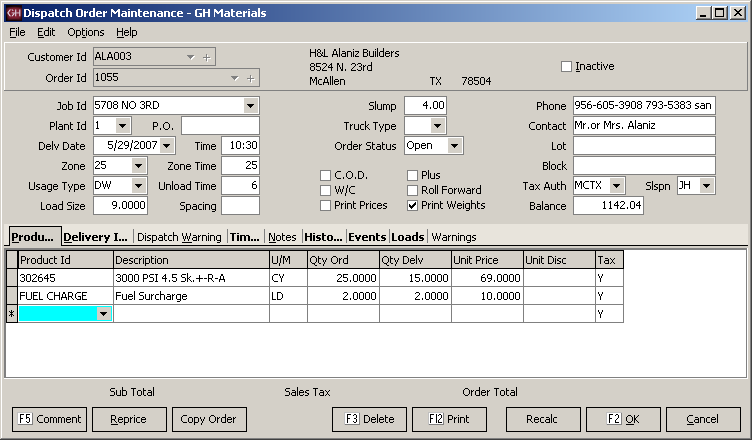 GH Dispatch Order Maintenance - GH Materials
File Edit Options Help
Customer Id ALA003
Order Id 1055
H&L Alaniz Builders
8524 N. 23rd
McAllen TX 78504
Inactive
Job Id 5708 NO 3RD Slump 4.00 Phone 956-605-3908 793-5383 san
Plant Id 1 P.O. Truck Type Contact Mr.or Mrs. Alaniz
Delv Date 5/29/2007 Time 10:30 Order Status Open Lot
Zone 25 Zone Time 25 Block
Usage Type DW Unload Time 6 C.O.D. Plus Tax Auth MCTX Slspn JH
W/C Roll Forward
Load Size 9.0000 Spacing Print Prices Print Weights Balance 1142.04
Produ... Delivery I... Dispatch Warning Tim... Notes Histo... Events Loads Warnings
Product Id Description U/M Qty Ord Qty Delv Unit Price Unit Disc Tax
302645 3000 PSI 4.5 Sk.+-R-A CY 25.0000 15.0000 69.0000 Y
FUEL CHARGE Fuel Surcharge LD 2.0000 2.0000 10.0000 Y
* Y
Sub Total Sales Tax Order Total
F5 Comment Reprice Copy Order F3 Delete F12 Print Recalc F2 OK Cancel